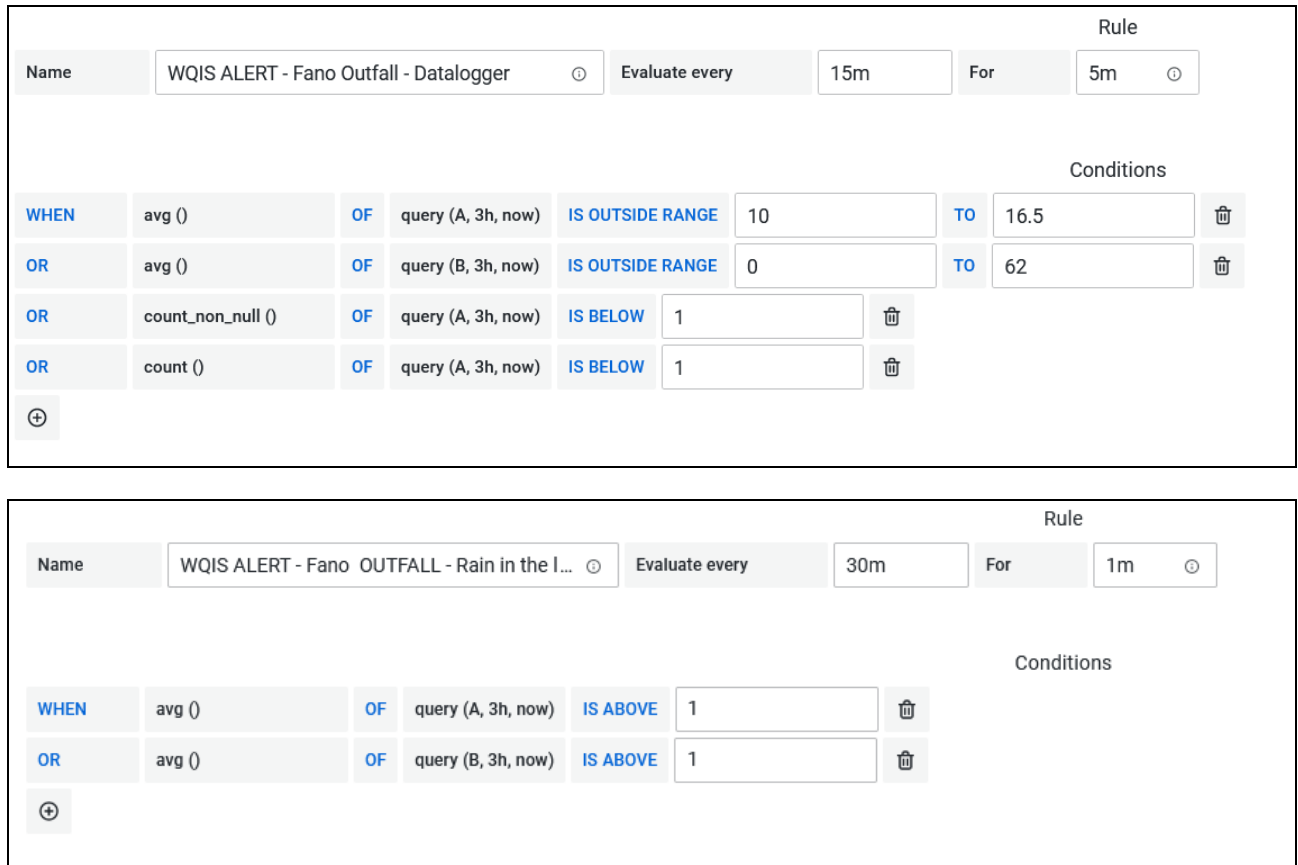 Rule
Name WQIS ALERT - Fano Outfall - Datalogger Evaluate every 15m For 5m
Conditions
WHEN avg () OF query (A, 3h, now) IS OUTSIDE RANGE 10 TO 16.5
OR avg () OF query (B, 3h, now) IS OUTSIDE RANGE 0 TO 62
OR count_non_null () OF query (A, 3h, now) IS BELOW 1
OR count () OF query (A, 3h, now) IS BELOW 1
Rule
Name WQIS ALERT - Fano OUTFALL - Rain in the l... Evaluate every 30m For 1m
Conditions
WHEN avg () OF query (A, 3h, now) IS ABOVE 1
OR avg () OF query (B, 3h, now) IS ABOVE 1